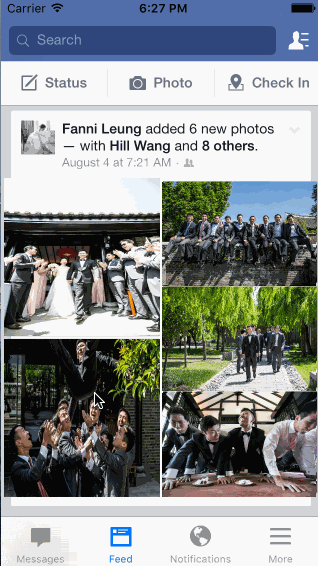 Carrier 6:27 PM
Search
Status Photo Check In
Fanni Leung added 6 new photos
— with Hill Wang and 8 others.
August 4 at 7:21 AM ·
Messages Feed Notifications More